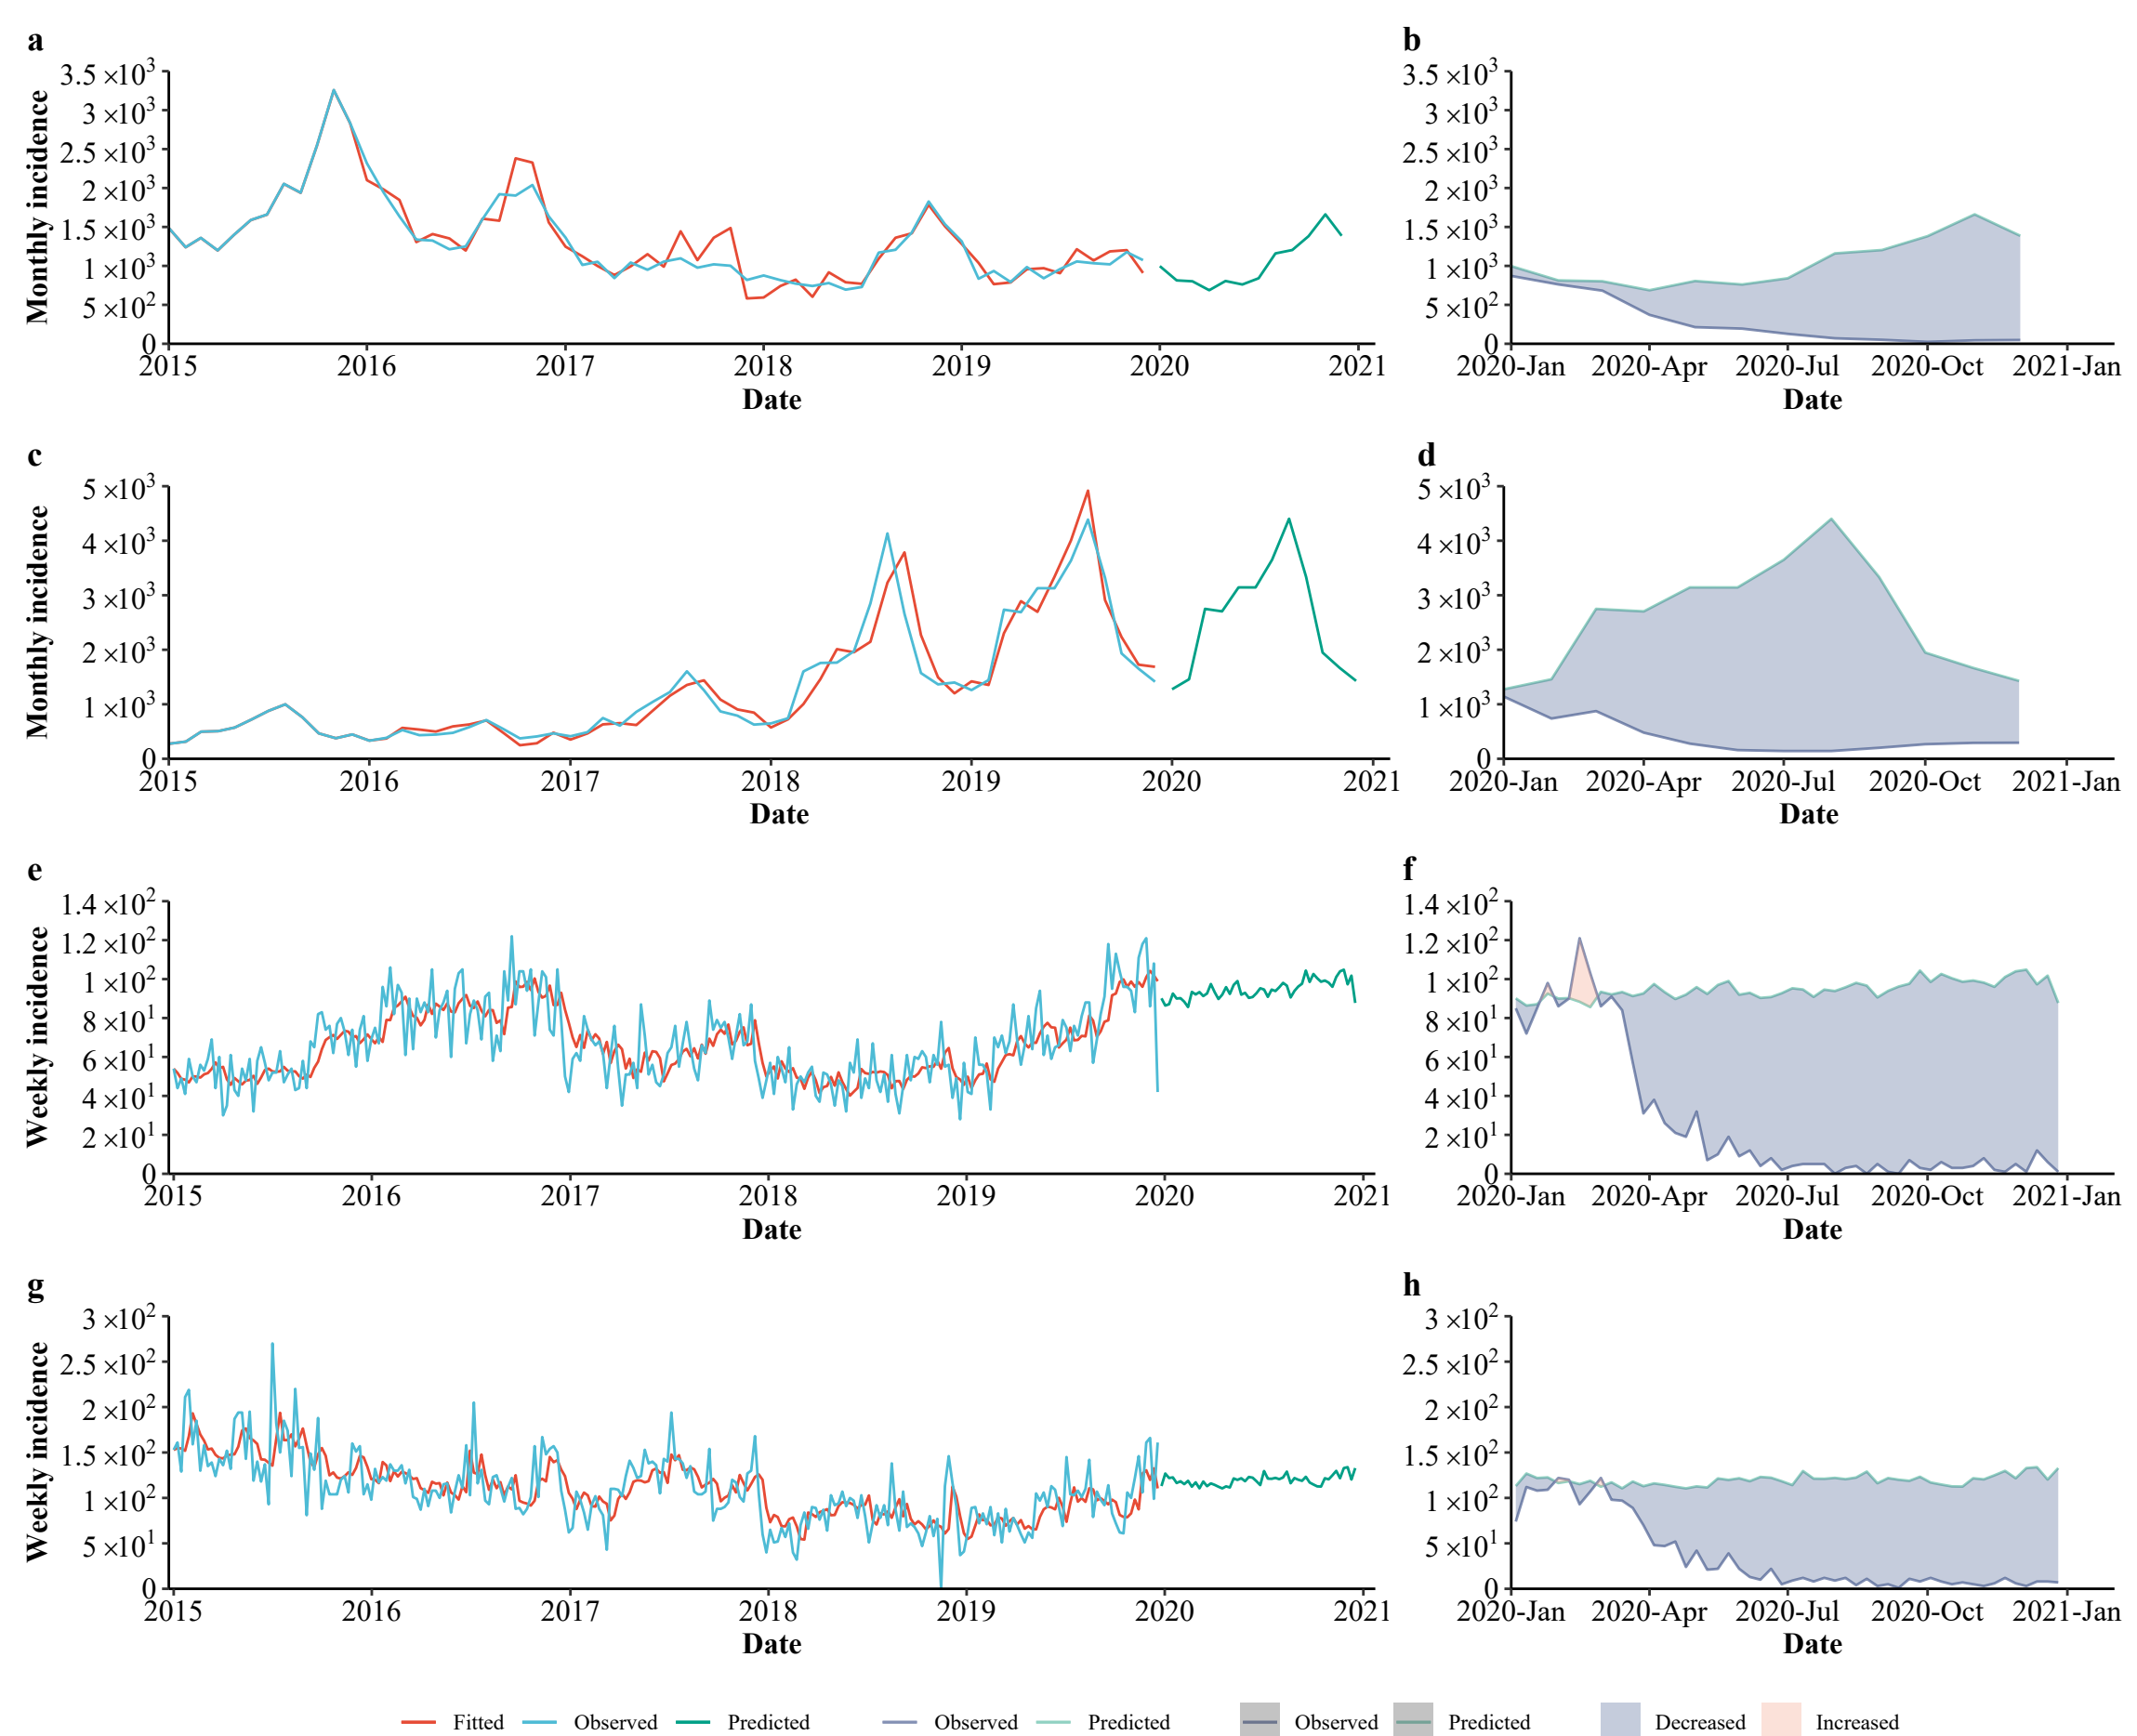 a
Monthly incidence
3.5 ×10³
3 ×10³
2.5 ×10³
2 ×10³
1.5 ×10³
1 ×10³
5 ×10²
0
2015 2016 2017 2018 2019 2020 2021
Date
b
3.5 ×10³
3 ×10³
2.5 ×10³
2 ×10³
1.5 ×10³
1 ×10³
5 ×10²
0
2020-Jan 2020-Apr 2020-Jul 2020-Oct 2021-Jan
Date
c
Monthly incidence
5 ×10³
4 ×10³
3 ×10³
2 ×10³
1 ×10³
0
2015 2016 2017 2018 2019 2020 2021
Date
d
5 ×10³
4 ×10³
3 ×10³
2 ×10³
1 ×10³
0
2020-Jan 2020-Apr 2020-Jul 2020-Oct 2021-Jan
Date
e
Weekly incidence
1.4 ×10²
1.2 ×10²
1 ×10²
8 ×10¹
6 ×10¹
4 ×10¹
2 ×10¹
0
2015 2016 2017 2018 2019 2020 2021
Date
f
1.4 ×10²
1.2 ×10²
1 ×10²
8 ×10¹
6 ×10¹
4 ×10¹
2 ×10¹
0
2020-Jan 2020-Apr 2020-Jul 2020-Oct 2021-Jan
Date
g
Weekly incidence
3 ×10²
2.5 ×10²
2 ×10²
1.5 ×10²
1 ×10²
5 ×10¹
0
2015 2016 2017 2018 2019 2020 2021
Date
h
3 ×10²
2.5 ×10²
2 ×10²
1.5 ×10²
1 ×10²
5 ×10¹
0
2020-Jan 2020-Apr 2020-Jul 2020-Oct 2021-Jan
Date
Fitted Observed Predicted Observed Predicted Observed Predicted Decreased Increased